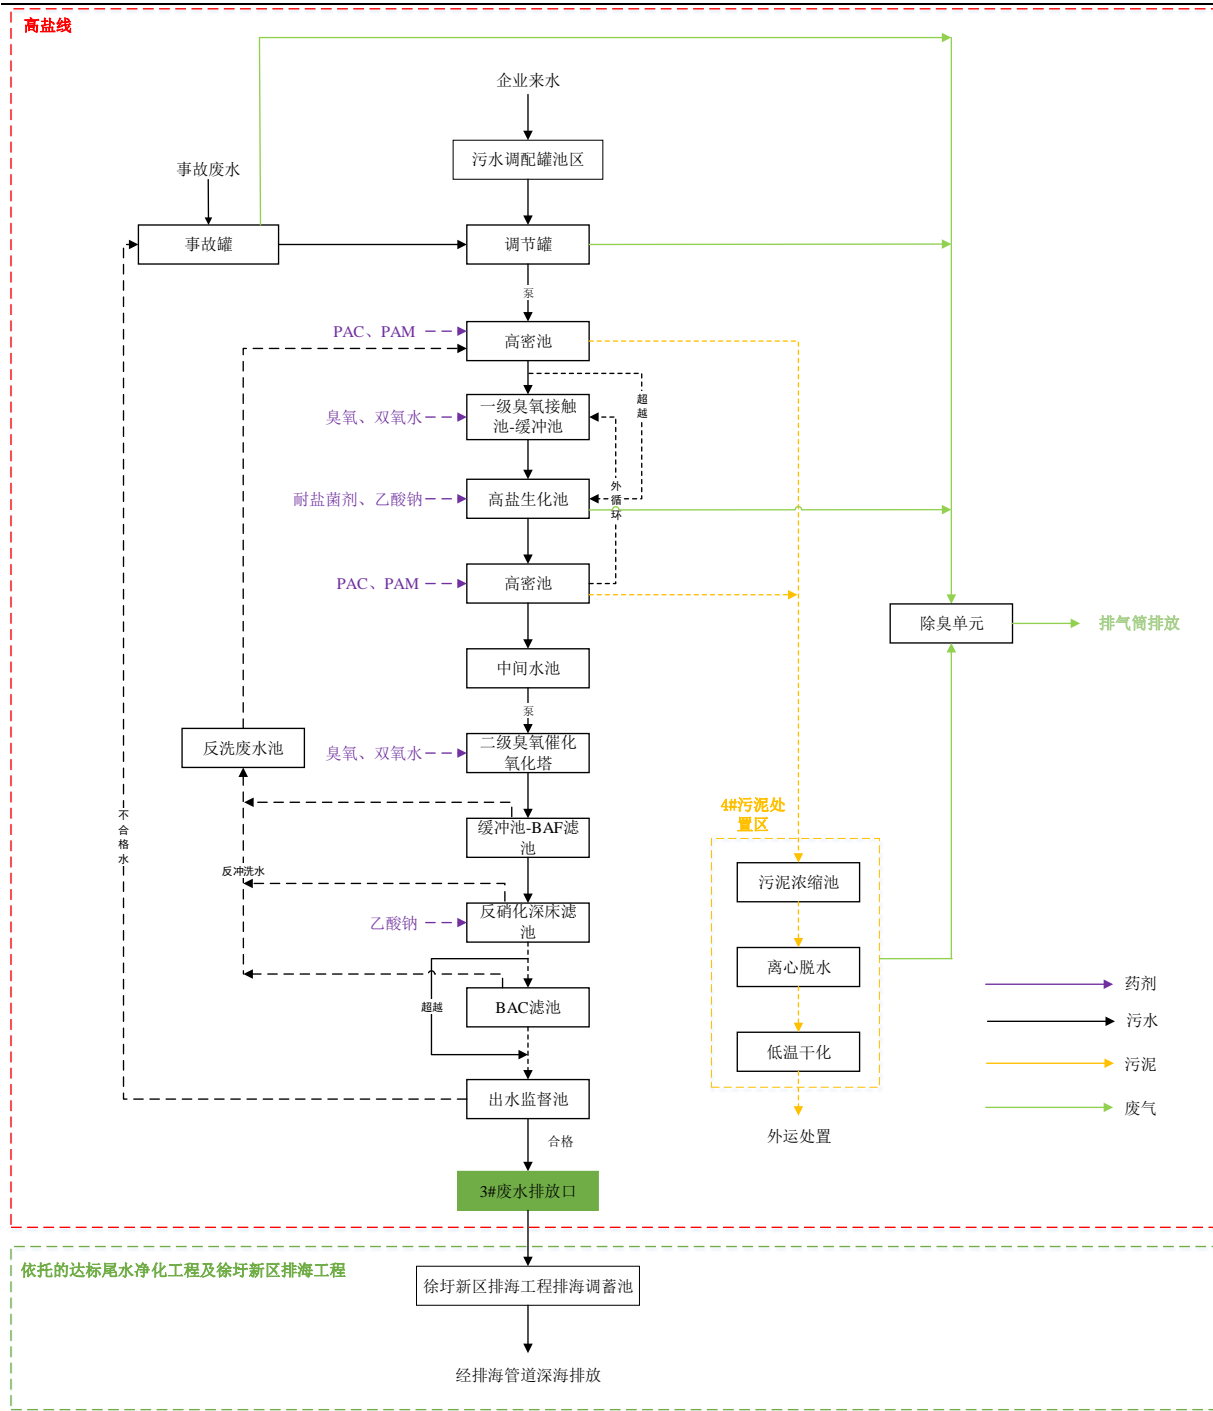 高盐线
企业来水
污水调配罐池区
事故废水
事故罐
调节罐
泵
PAC、PAM
高密池
超越
臭氧、双氧水
一级臭氧接触
池-缓冲池
外循环
耐盐菌剂、乙酸钠
高盐生化池
PAC、PAM
高密池
除臭单元
排气筒排放
中间水池
泵
反洗废水池
臭氧、双氧水
二级臭氧催化
氧化塔
4#污泥处
置区
不合格水
缓冲池-BAF滤
池
反冲洗水
污泥浓缩池
乙酸钠
反硝化深床滤
池
离心脱水
超越
BAC滤池
药剂
污水
低温干化
污泥
出水监督池
废气
合格
外运处置
3#废水排放口
依托的达标尾水净化工程及徐圩新区排海工程
徐圩新区排海工程排海调蓄池
经排海管道深海排放